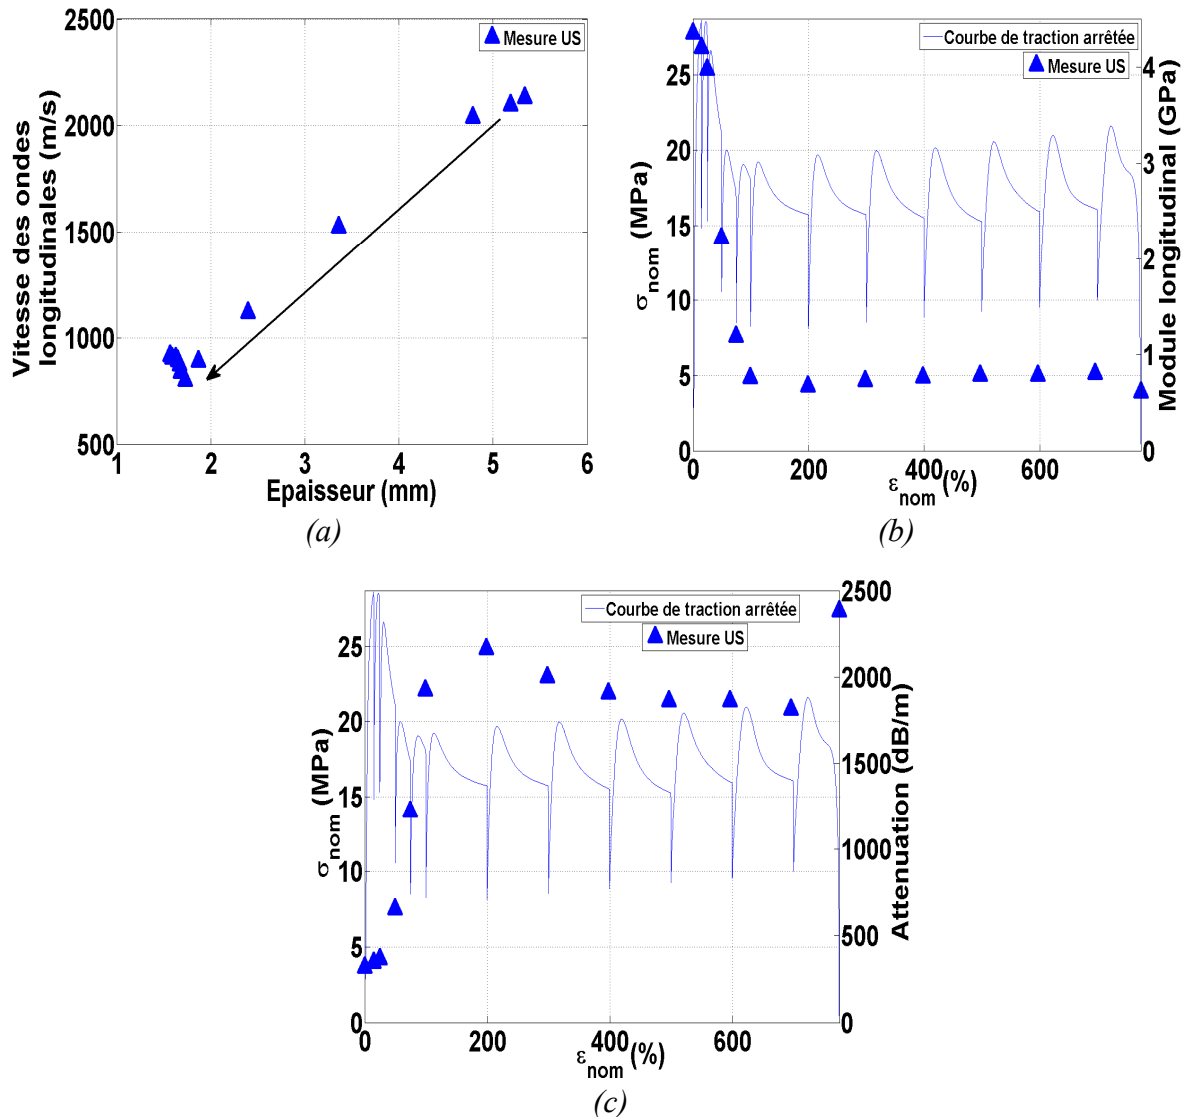 2500
2000
1500
1000
500
Vitesse des ondes
longitudinales (m/s)
Mesure US
1 2 3 4 5 6
Epaisseur (mm)
(a)
25
20
15
10
5
0
σnom (MPa)
Courbe de traction arrêtée
Mesure US
4
3
2
1
0
Module longitudinal (GPa)
0 200 400 600
εnom (%)
(b)
25
20
15
10
5
0
σnom (MPa)
Courbe de traction arrêtée
Mesure US
2500
2000
1500
1000
500
0
Attenuation (dB/m)
0 200 400 600
εnom (%)
(c)